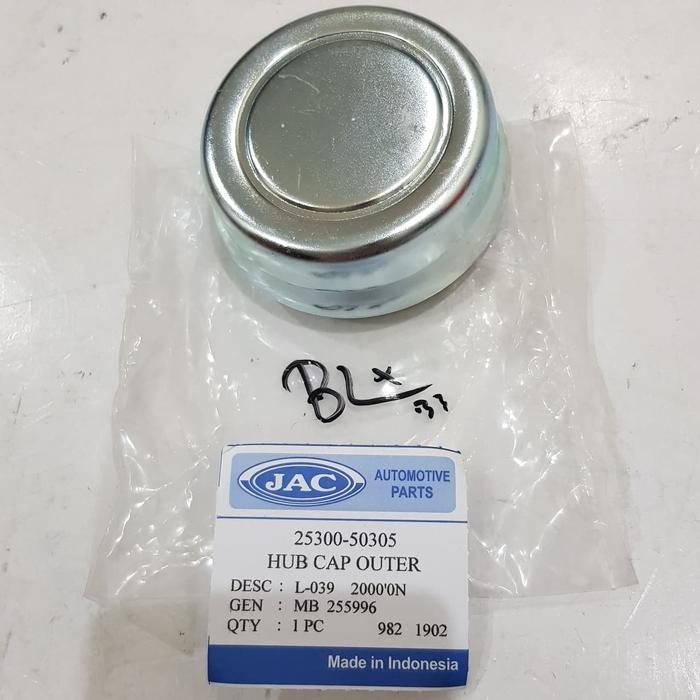 BLX
JAC
AUTOMOTIVE
PARTS
25300-50305
HUB CAP OUTER
DESC : L-039 2000'0N
GEN : MB 255996
QTY : 1 PC 982 1902
Made in Indonesia